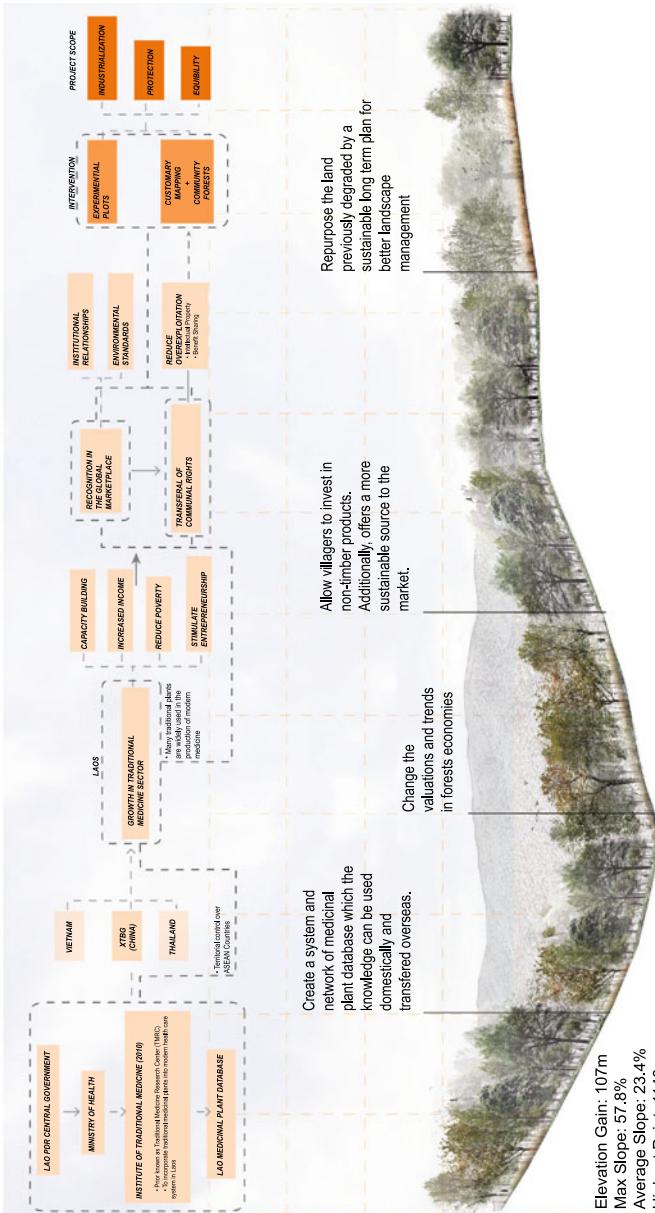 LAO PDR CENTRAL GOVERNMENT
MINISTRY OF HEALTH
INSTITUTE OF TRADITIONAL MEDICINE (2010)
• Prior known as Traditional Medicine Research Center (TMRC)
• To incorporate traditional medicinal plants into modern health care
system in Laos
LAO MEDICINAL PLANT DATABASE
VIETNAM
XTBG
(CHINA)
THAILAND
• Territorial control over
ASEAN Countries
LAOS
GROWTH IN TRADITIONAL
MEDICINE SECTOR
• Many traditional plants
are widely used in the
production of modern
medicine
CAPACITY BUILDING
INCREASED INCOME
REDUCE POVERTY
STIMULATE
ENTREPRENEURSHIP
RECOGNITION IN
THE GLOBAL
MARKETPLACE
TRANSFERAL OF
COMMUNAL RIGHTS
INSTITUTIONAL
RELATIONSHIPS
ENVIRONMENTAL
STANDARDS
REDUCE
OVEREXPLOITATION
• Intellectual Property
• Benefit Sharing
INTERVENTION
EXPERIMENTAL
PLOTS
CUSTOMARY
MAPPING
+
COMMUNITY
FORESTS
PROJECT SCOPE
INDUSTRIALIZATION
PROTECTION
EQUIBILITY
Create a system and
network of medicinal
plant database which the
knowledge can be used
domestically and
transfered overseas.
Change the
valuations and trends
in forests economies
Allow villagers to invest in
non-timber products.
Additionally, offers a more
sustainable source to the
market.
Repurpose the land
previously degraded by a
sustainable long term plan for
better landscape
management
Elevation Gain: 107m
Max Slope: 57.8%
Average Slope: 23.4%